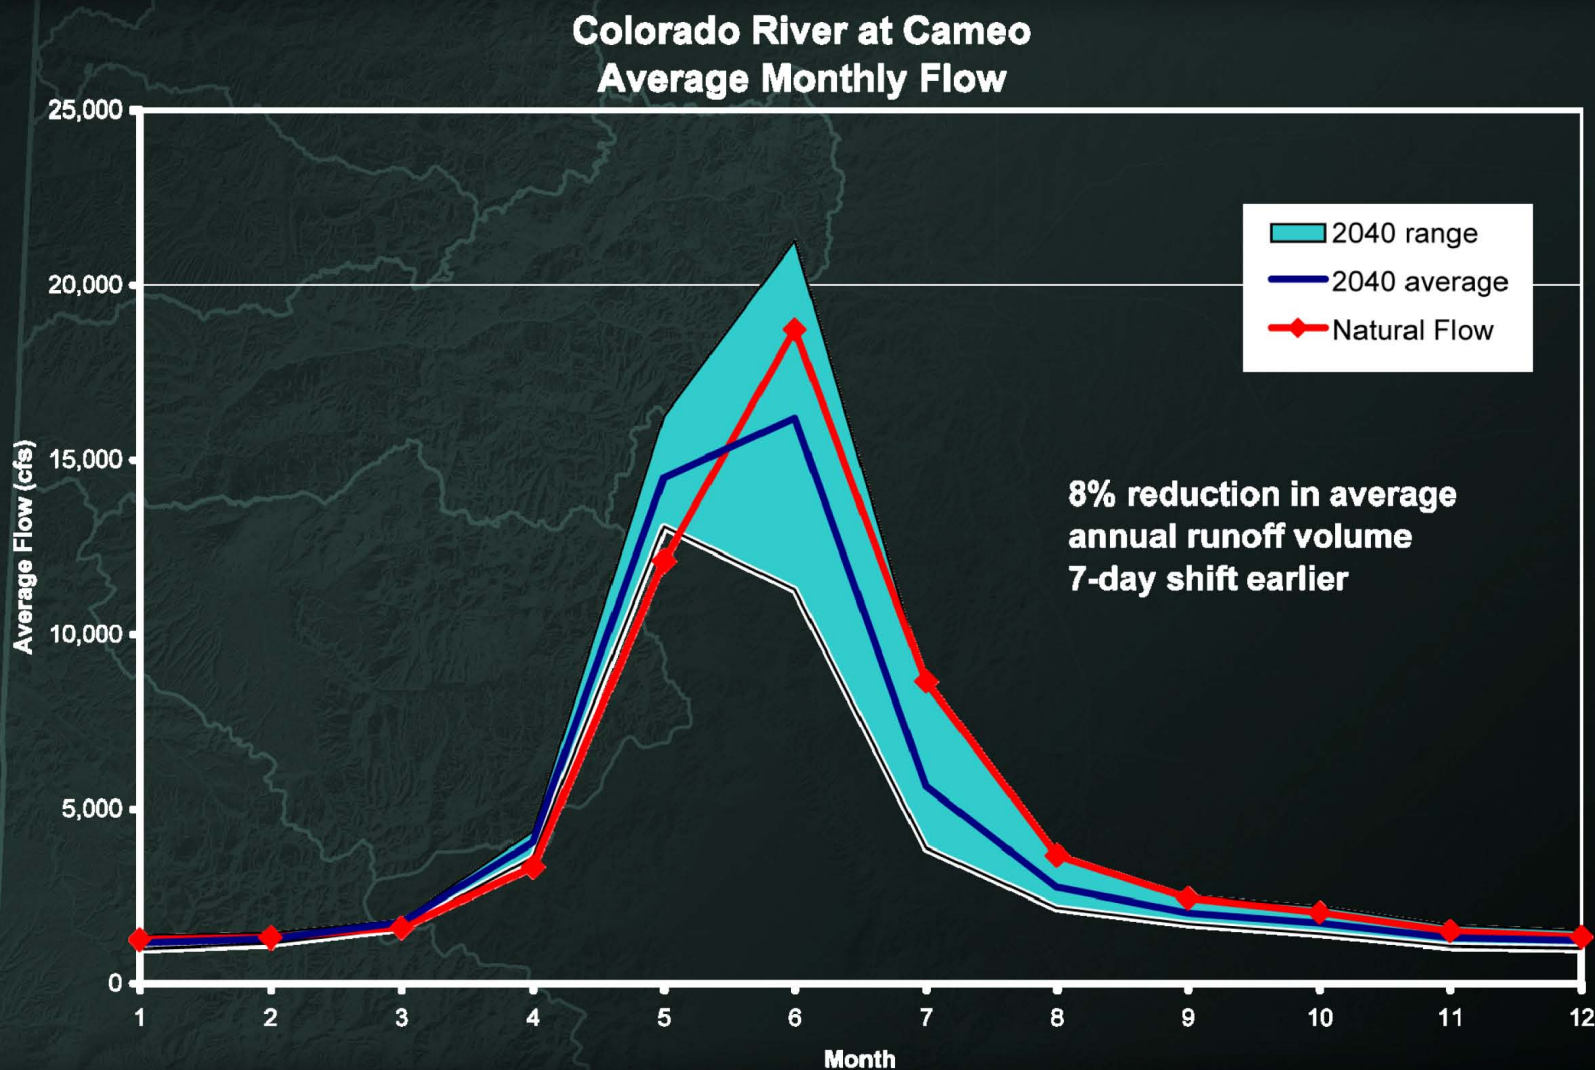 Colorado River at Cameo
Average Monthly Flow
25,000
20,000
15,000
10,000
5,000
0
Average Flow (cfs)
2040 range
2040 average
Natural Flow
8% reduction in average
annual runoff volume
7-day shift earlier
1 2 3 4 5 6 7 8 9 10 11 12
Month